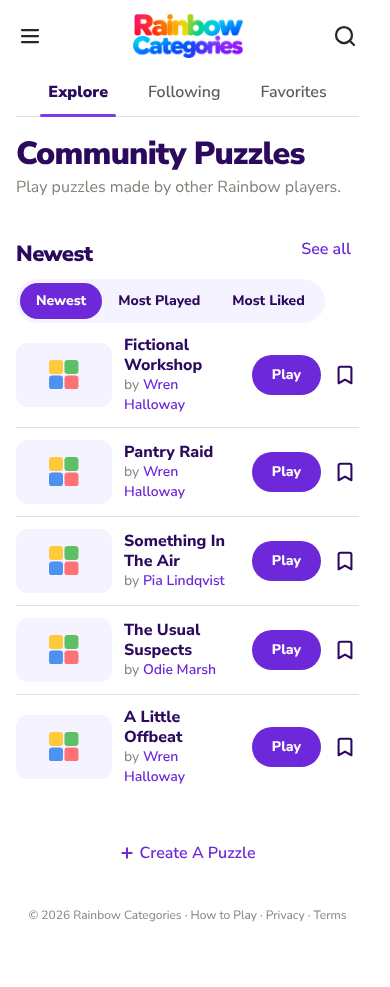 Rainbow
Categories
Explore
Following
Favorites
Community Puzzles
Play puzzles made by other Rainbow players.
Newest
See all
Newest
Most Played
Most Liked
Fictional
Workshop
by Wren
Halloway
Play
Pantry Raid
by Wren
Halloway
Play
Something In
The Air
by Pia Lindqvist
Play
The Usual
Suspects
by Odie Marsh
Play
A Little
Offbeat
by Wren
Halloway
Play
+ Create A Puzzle
© 2026 Rainbow Categories · How to Play · Privacy · Terms